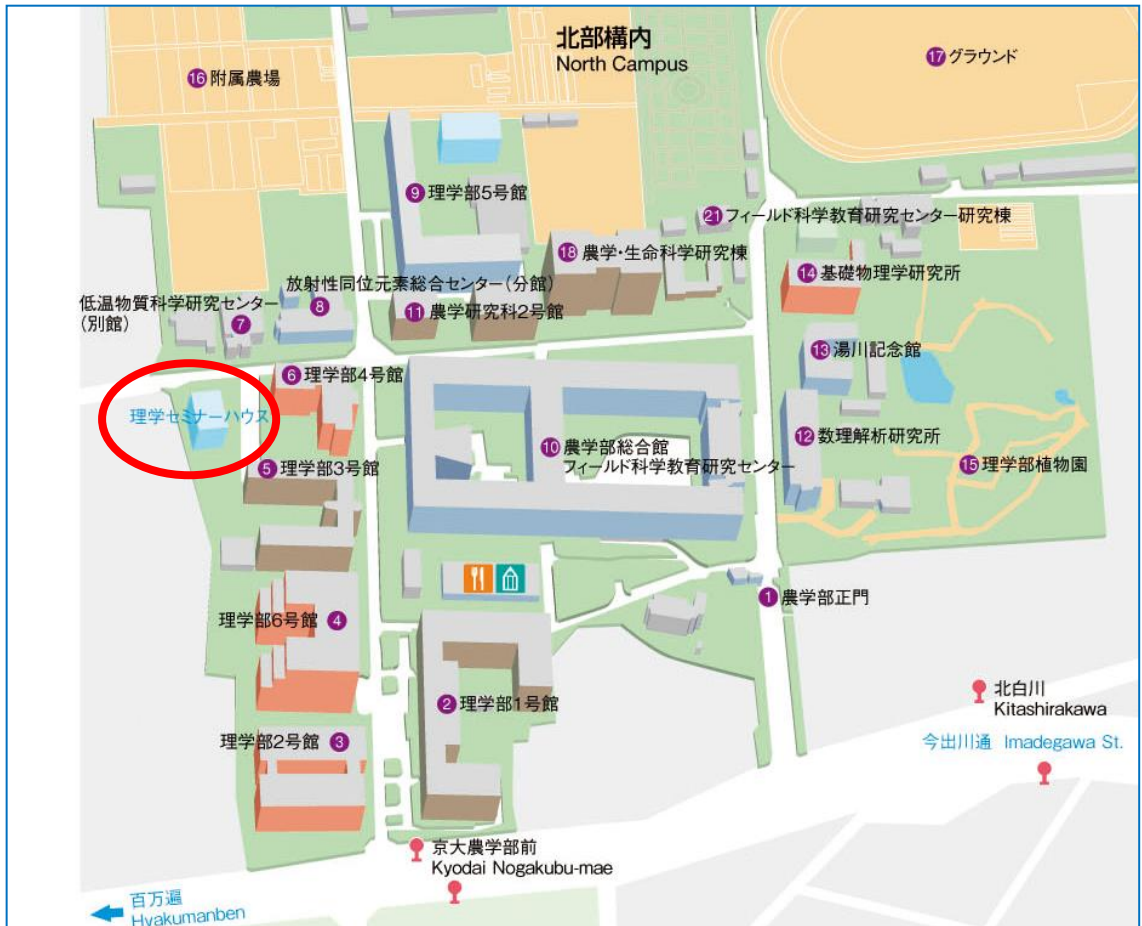 北部構内
North Campus
16 附属農場
17 グラウンド
9 理学部5号館
21 フィールド科学教育研究センター研究棟
18 農学・生命科学研究棟
14 基礎物理学研究所
放射性同位元素総合センター(分館)
8
低温物質科学研究センター
(別館)
7
11 農学研究科2号館
13 湯川記念館
6 理学部4号館
理学セミナーハウス
12 数理解析研究所
10 農学部総合館
フィールド科学教育研究センター
5 理学部3号館
15 理学部植物園
1 農学部正門
理学部6号館 4
2 理学部1号館
北白川
Kitashirakawa
理学部2号館 3
今出川通 Imadegawa St.
京大農学部前
Kyodai Nogakubu-mae
百万遍
Hyakumanben